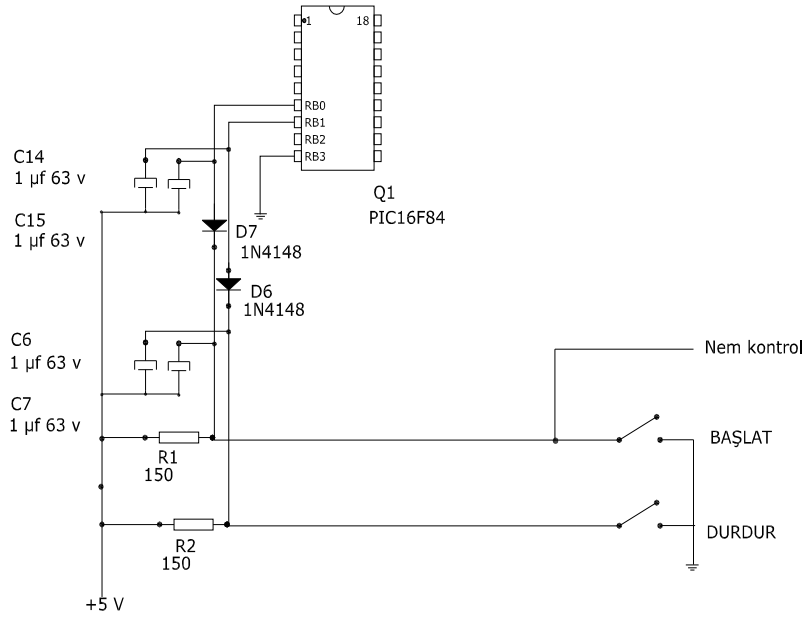 1 18
RB0
RB1
RB2
RB3
Q1
PIC16F84
C14
1 µf 63 v
C15
1 µf 63 v
D7
1N4148
D6
1N4148
C6
1 µf 63 v
C7
1 µf 63 v
Nem kontrol
R1
150
BAŞLAT
R2
150
DURDUR
+5 V